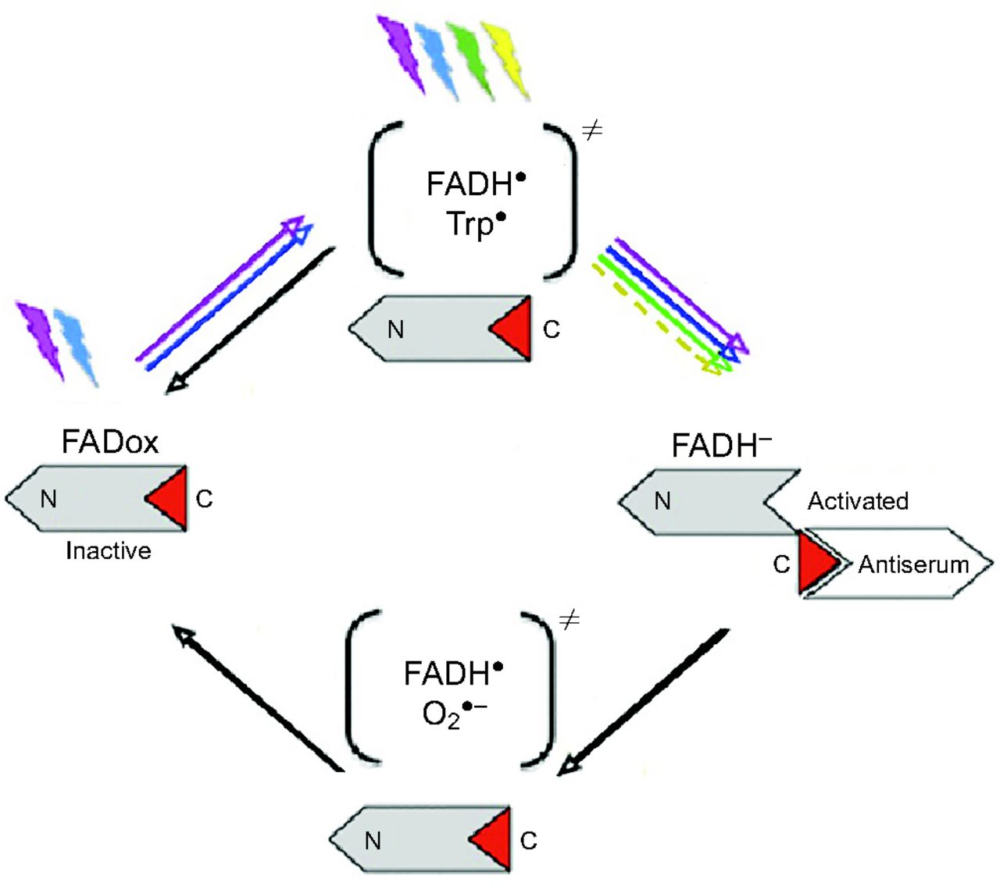 ≠
FADH•
Trp•
N C
FADox
N C
Inactive
FADH–
N Activated
C Antiserum
≠
FADH•
O₂•–
N C